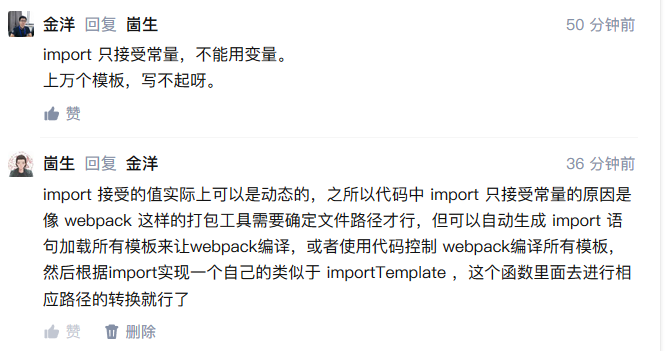 金洋 回复 崮生 50 分钟前
import 只接受常量，不能用变量。
上万个模板，写不起呀。
赞
崮生 回复 金洋 36 分钟前
import 接受的值实际上可以是动态的，之所以代码中 import 只接受常量的原因是
像 webpack 这样的打包工具需要确定文件路径才行，但可以自动生成 import 语
句加载所有模板来让webpack编译，或者使用代码控制 webpack编译所有模板，
然后根据import实现一个自己的类似于 importTemplate ，这个函数里面去进行相
应路径的转换就行了
赞 删除